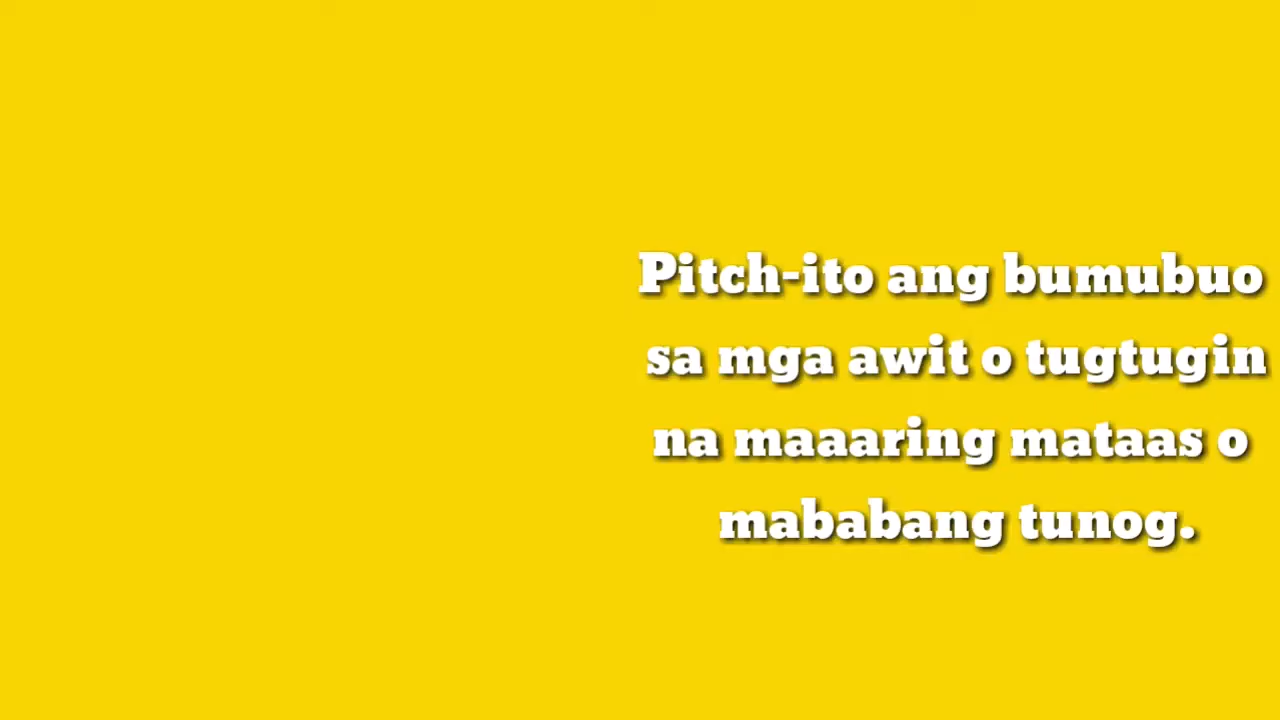 Pitch-ito ang bumubuo
sa mga awit o tugtugin
na maaaring mataas o
mababang tunog.